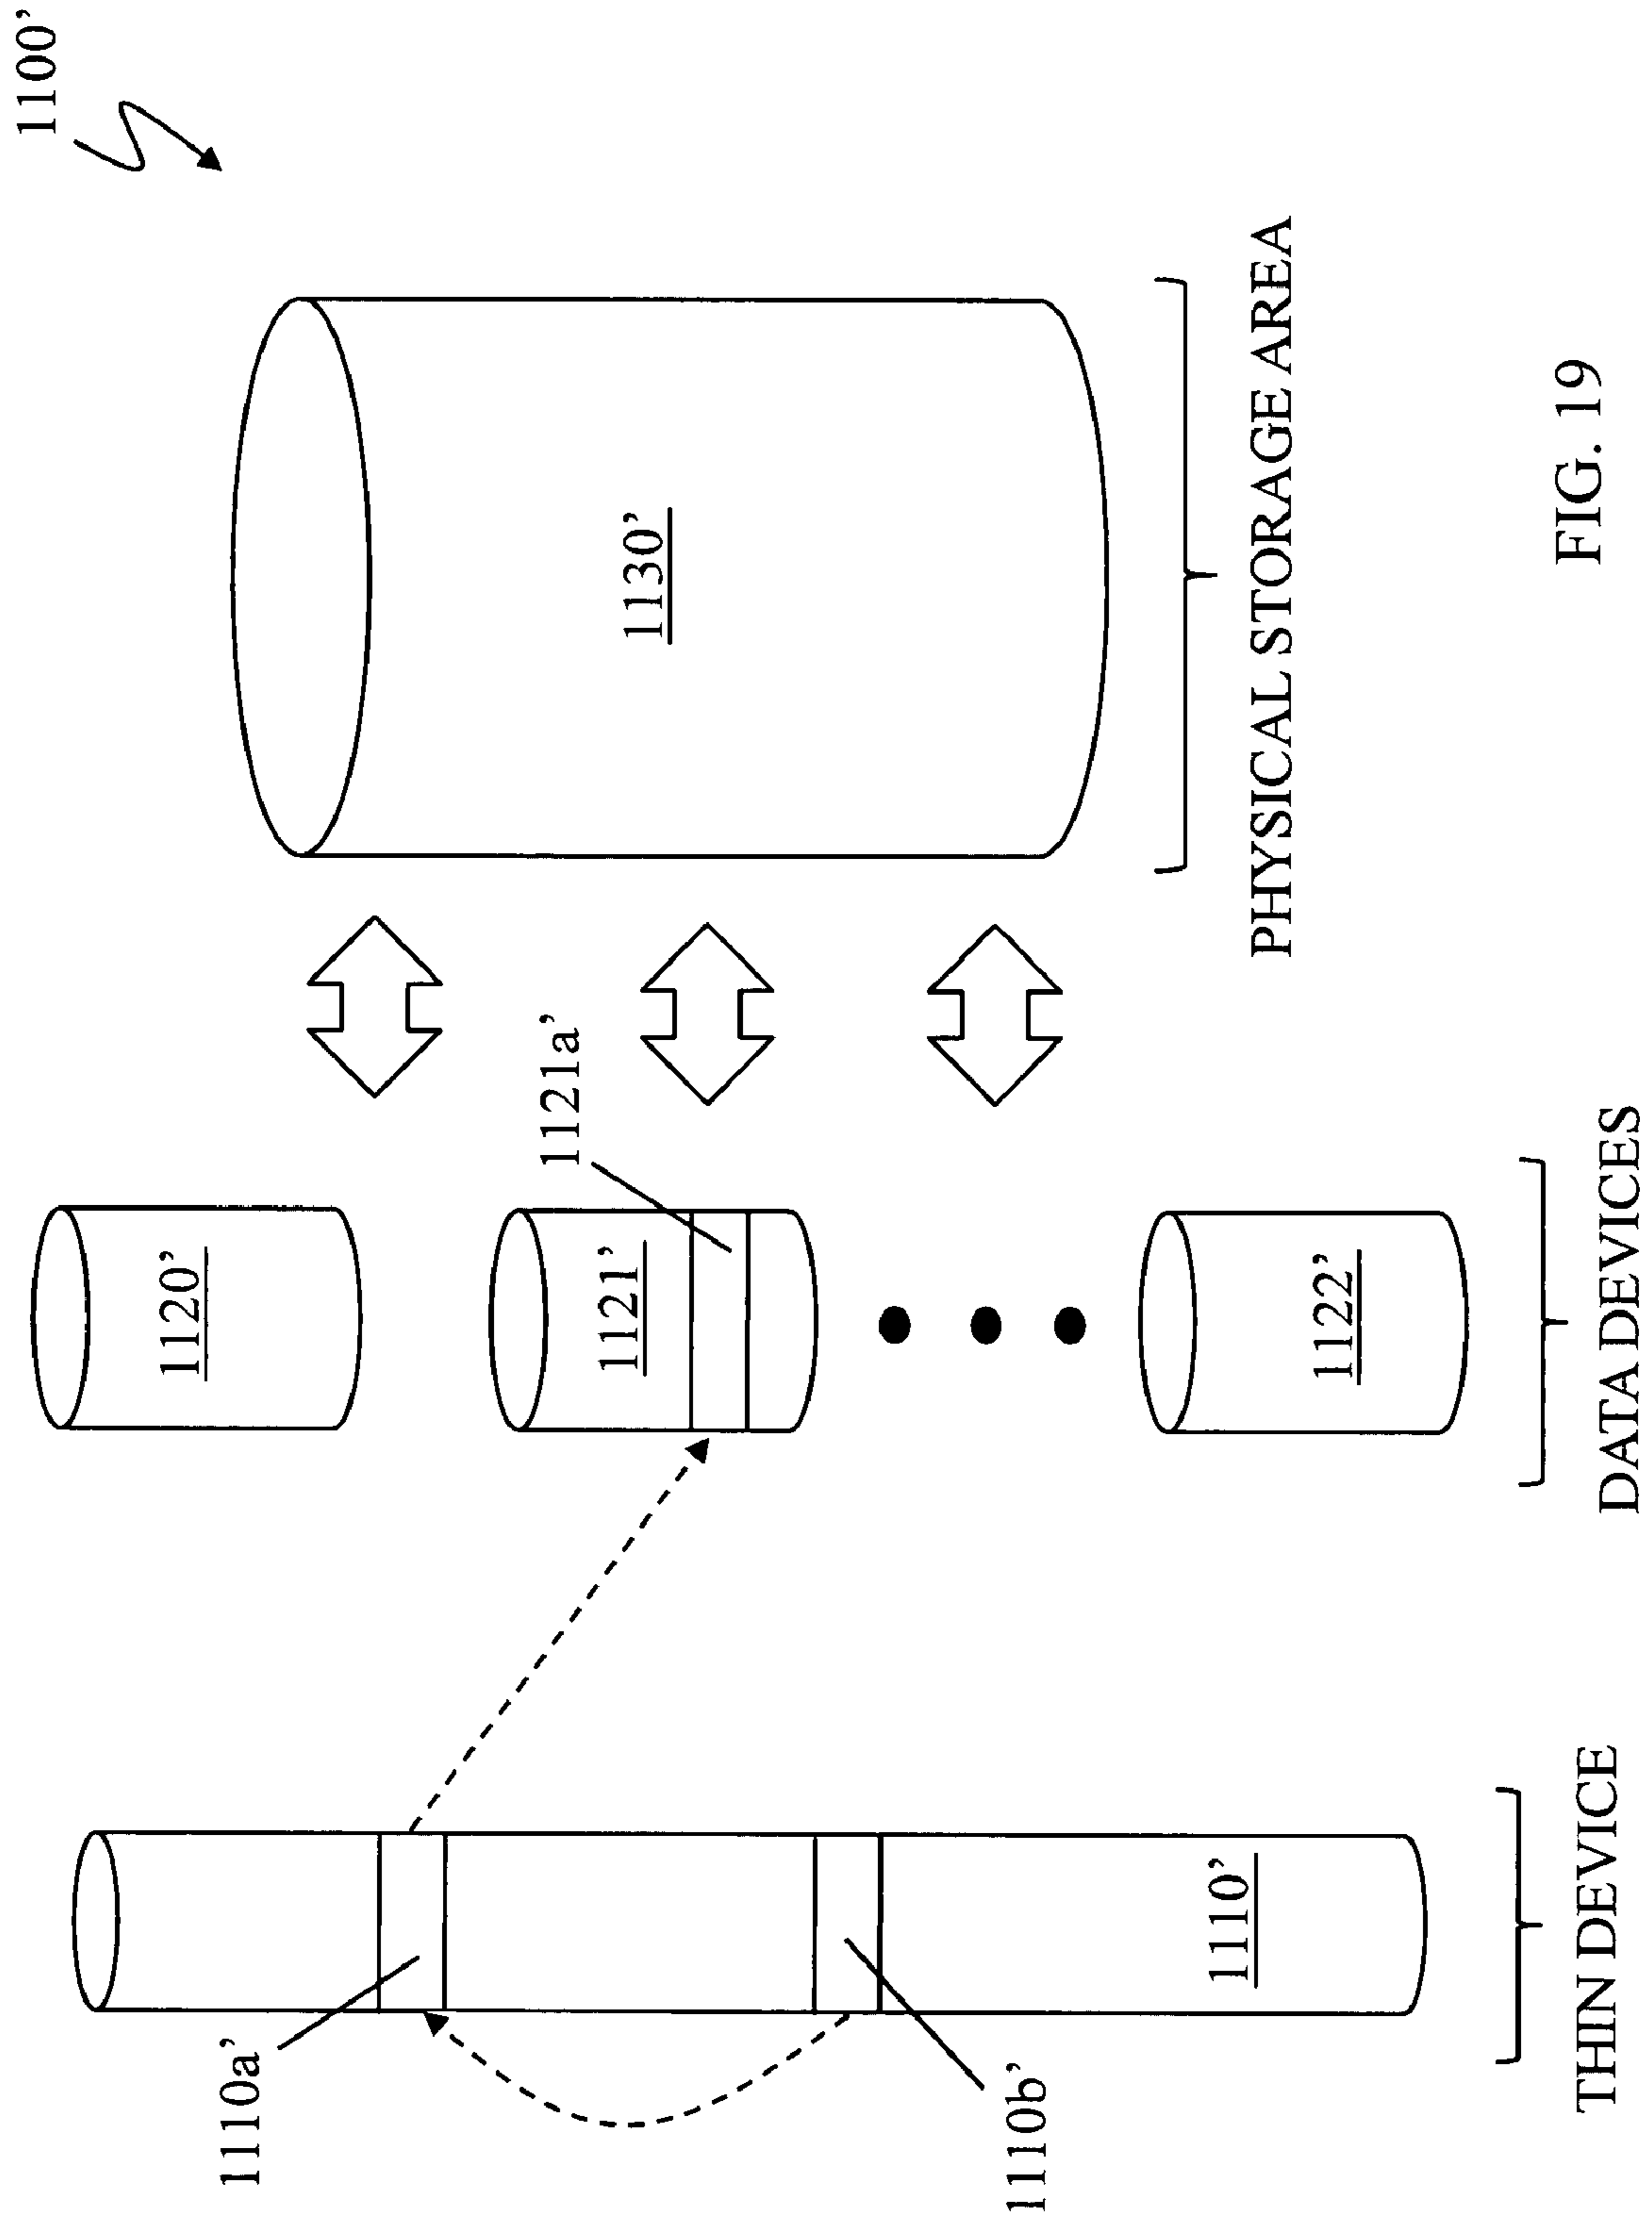 1100’
1120’
1110a’
1121a’
1121’
1130’
1110b’
1110’
1122’
THIN DEVICE
DATA DEVICES
PHYSICAL STORAGE AREA
FIG. 19